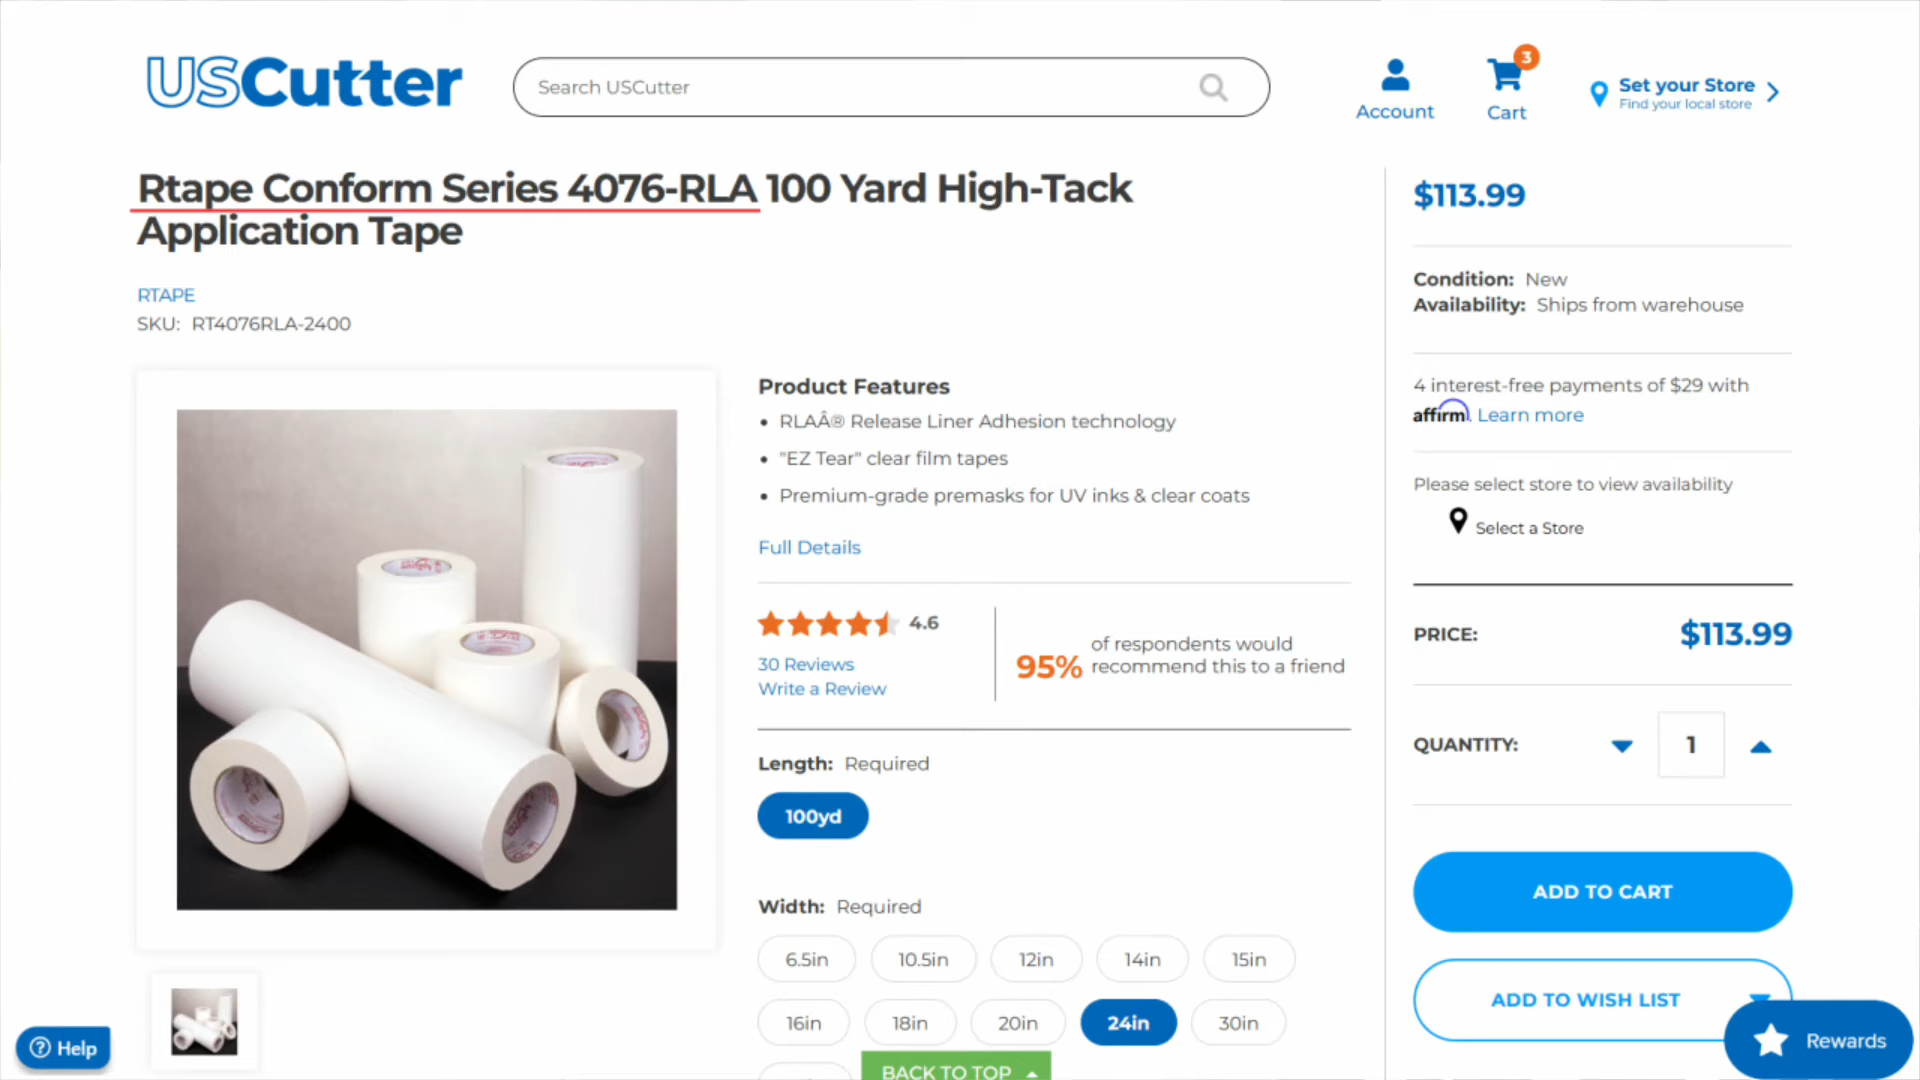 USCutter
Search USCutter
Account
3
Cart
Set your Store
Find your local store
Rtape Conform Series 4076-RLA 100 Yard High-Tack
Application Tape
RTAPE
SKU: RT4076RLA-2400
Product Features
• RLAÂ® Release Liner Adhesion technology
• "EZ Tear" clear film tapes
• Premium-grade premasks for UV inks & clear coats
Full Details
4.6
30 Reviews
Write a Review
95%
of respondents would
recommend this to a friend
Length: Required
100yd
Width: Required
6.5in 10.5in 12in 14in 15in
16in 18in 20in 24in 30in
BACK TO TOP
$113.99
Condition: New
Availability: Ships from warehouse
4 interest-free payments of $29 with
affirm. Learn more
Please select store to view availability
Select a Store
PRICE: $113.99
QUANTITY: 1
ADD TO CART
ADD TO WISH LIST
Rewards
? Help